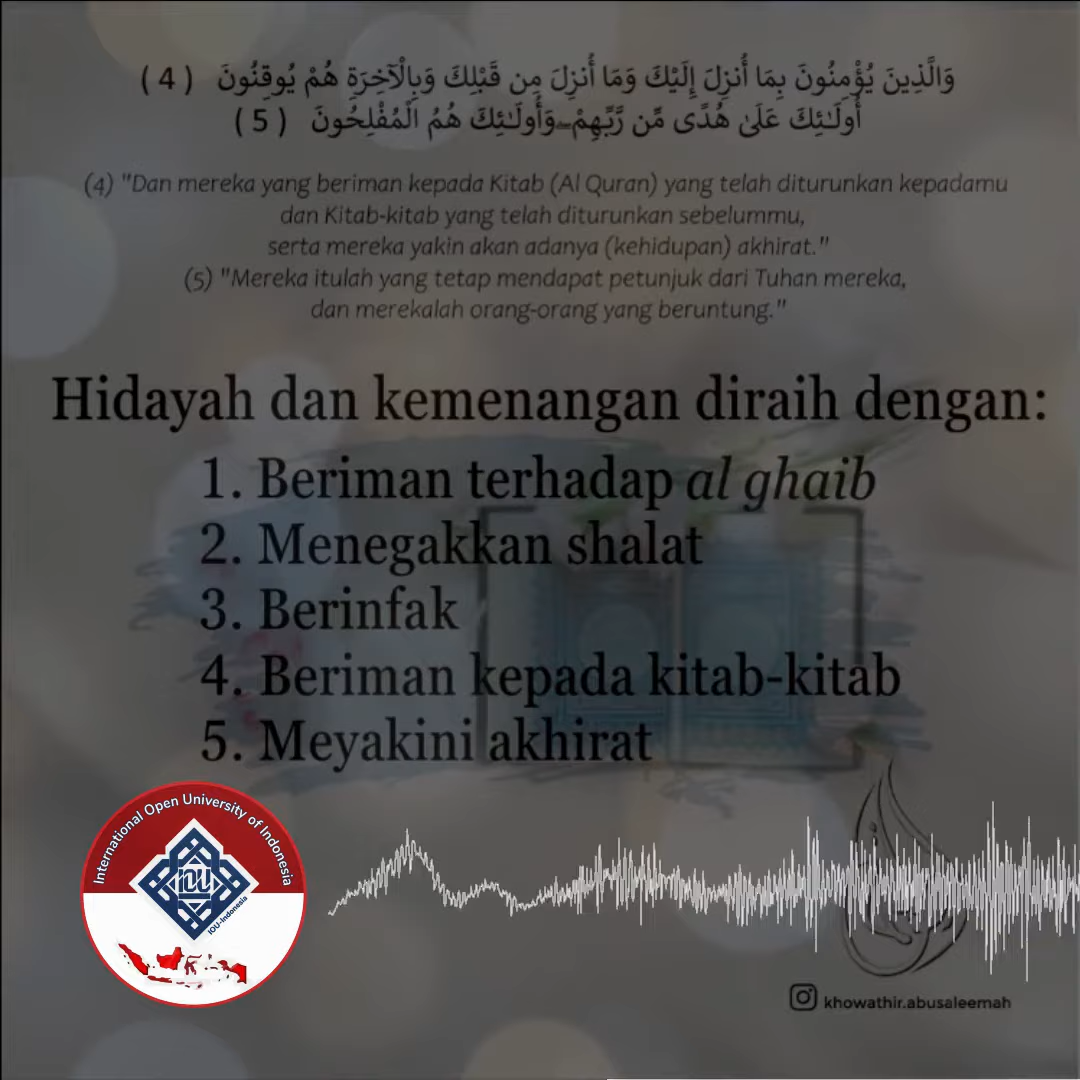 وَالَّذِينَ يُؤْمِنُونَ بِمَا أُنزِلَ إِلَيْكَ وَمَا أُنزِلَ مِن قَبْلِكَ وَبِالْآخِرَةِ هُمْ يُوقِنُونَ ( 4 )
أُولَـٰئِكَ عَلَىٰ هُدًى مِّن رَّبِّهِمْ ۖ وَأُولَـٰئِكَ هُمُ الْمُفْلِحُونَ ( 5 )
(4) "Dan mereka yang beriman kepada Kitab (Al Quran) yang telah diturunkan kepadamu
dan Kitab-kitab yang telah diturunkan sebelummu,
serta mereka yakin akan adanya (kehidupan) akhirat."
(5) "Mereka itulah yang tetap mendapat petunjuk dari Tuhan mereka,
dan merekalah orang-orang yang beruntung."
Hidayah dan kemenangan diraih dengan:
1. Beriman terhadap al ghaib
2. Menegakkan shalat
3. Berinfak
4. Beriman kepada kitab-kitab
5. Meyakini akhirat
International Open University of Indonesia
IOU
IOU-Indonesia
khowathir.abusaleemah